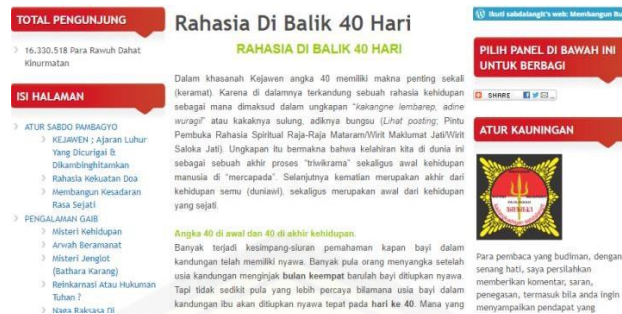 TOTAL PENGUNJUNG
16.330.518 Para Rawuh Dahat
Kinurmatan
ISI HALAMAN
ATUR SABDO PAMBAGYO
KEJAWEN ; Ajaran Luhur
Yang Dicurigai &
Dikambinghitamkan
Rahasia Kekuatan Doa
Membangun Kesadaran
Rasa Sejati
PENGALAMAN GAIB
Misteri Kehidupan
Arwah Beramanat
Misteri Jenglot
(Bathara Karang)
Reinkarnasi Atau Hukuman
Tuhan ?
Naga Raksasa Di
Rahasia Di Balik 40 Hari
RAHASIA DI BALIK 40 HARI
Dalam khasanah Kejawen angka 40 memiliki makna penting sekali
(keramat). Karena di dalamnya terkandung sebuah rahasia kehidupan
sebagai mana dimaksud dalam ungkapan "kakangne lembarep, adine
wuragil" atau kakaknya sulung, adiknya bungsu (Lihat posting; Pintu
Pembuka Rahasia Spiritual Raja-Raja Mataram/Wirit Maklumat Jati/Wirit
Saloka Jati). Ungkapan itu bermakna bahwa kelahiran kita di dunia ini
sebagai sebuah akhir proses "triwikrama" sekaligus awal kehidupan
manusia di "mercapada". Selanjutnya kematian merupakan akhir dari
kehidupan semu (duniawi), sekaligus merupakan awal dari kehidupan
yang sejati.
Angka 40 di awal dan 40 di akhir kehidupan.
Banyak terjadi kesimpang-siuran pemahaman kapan bayi dalam
kandungan telah memiliki nyawa. Banyak pula orang menyangka setelah
usia kandungan menginjak bulan keempat barulah bayi ditiupkan nyawa.
Tapi tidak sedikit pula yang lebih percaya bilamana usia bayi dalam
kandungan ibu akan ditiupkan nyawa tepat pada hari ke 40. Mana yang
Ikuti sabdalangit's web: Membangun Bu
PILIH PANEL DI BAWAH INI
UNTUK BERBAGI
SHARE
ATUR KAUNINGAN
Para pembaca yang budiman, dengan
senang hati, saya persilahkan
memberikan komentar, saran,
penegasan, termasuk bila anda ingin
menyampaikan pendapat yang